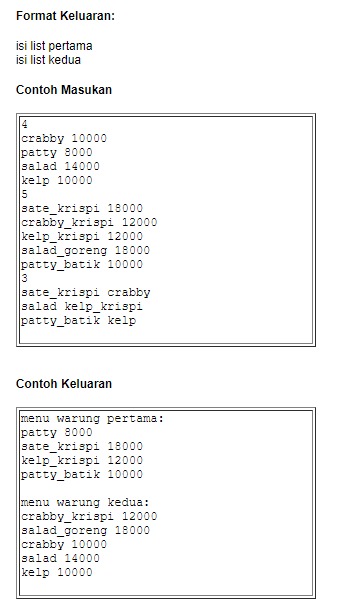 Format Keluaran:
isi list pertama
isi list kedua
Contoh Masukan
4
crabby 10000
patty 8000
salad 14000
kelp 10000
5
sate_krispi 18000
crabby_krispi 12000
kelp_krispi 12000
salad_goreng 18000
patty_batik 10000
3
sate_krispi crabby
salad kelp_krispi
patty_batik kelp
Contoh Keluaran
menu warung pertama:
patty 8000
sate_krispi 18000
kelp_krispi 12000
patty_batik 10000
menu warung kedua:
crabby_krispi 12000
salad_goreng 18000
crabby 10000
salad 14000
kelp 10000